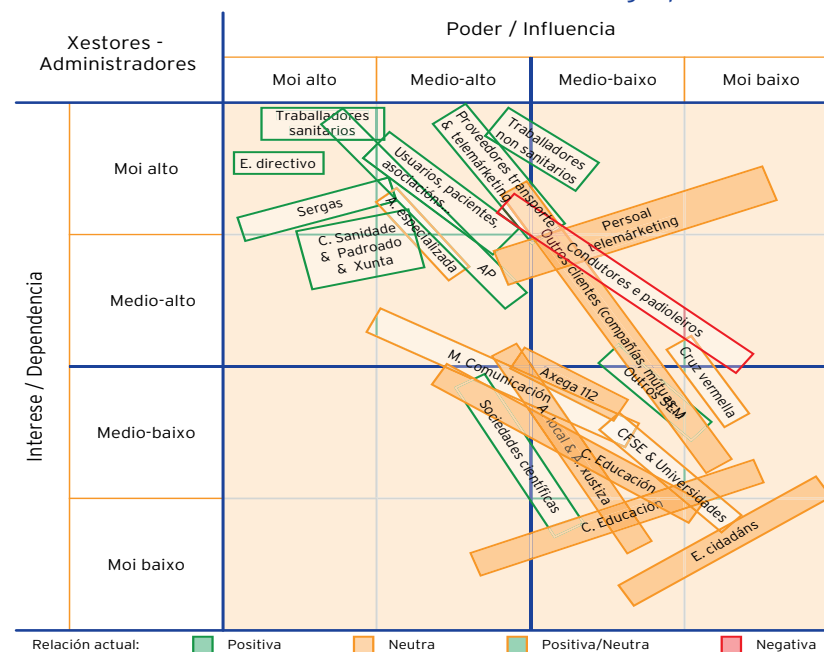 Xestores -
Administradores
Poder / Influencia
Moi alto
Medio-alto
Medio-baixo
Moi baixo
Interese / Dependencia
Moi alto
Medio-alto
Medio-baixo
Moi baixo
Traballadores
sanitarios
E. directivo
Sergas
C. Sanidade
& Padroado
& Xunta
A. especializada
AP
Usuarios, pacientes,
asociacións...
Proveedores transporte
& telemárketing
Traballadores
non sanitarios
Persoal
telemárketing
Condutores e padioleiros
Outros clientes (compañías, mútuas...
Outros SEM
Cruz vermella
M. Comunicación
Axega 112
Sociedades científicas
A. local & A. xustiza
C. Educación
CFSE & Universidades
C. Educación
E. cidadáns
Relación actual:
Positiva
Neutra
Positiva/Neutra
Negativa